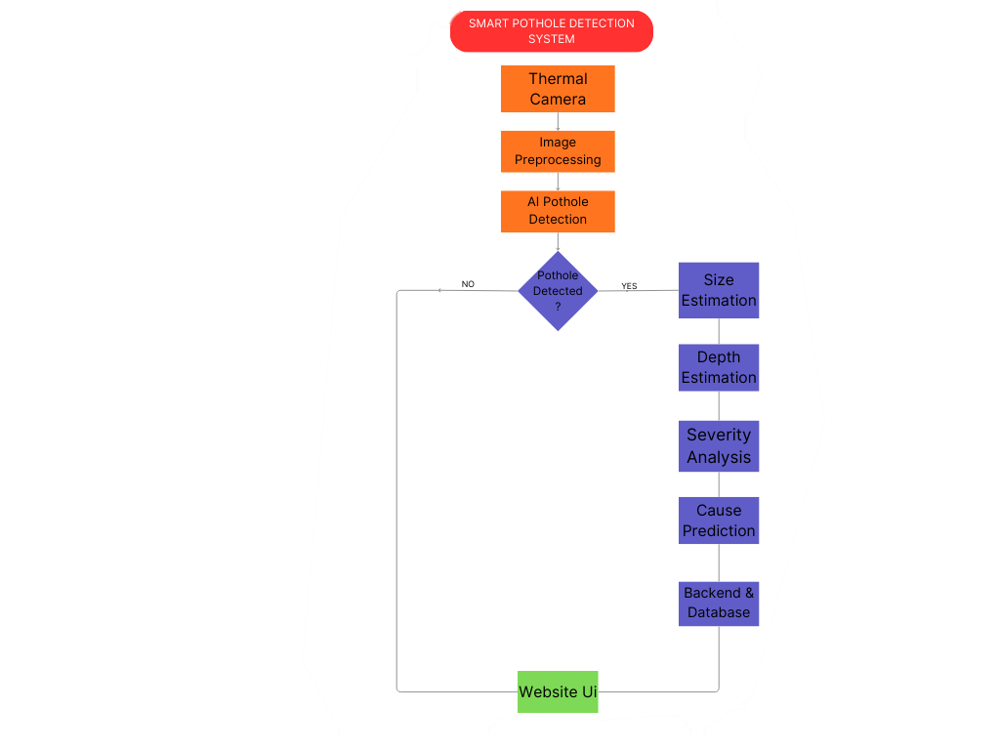 SMART POTHOLE DETECTION
SYSTEM
Thermal
Camera
Image
Preprocessing
AI Pothole
Detection
Pothole
Detected
?
NO
YES
Size
Estimation
Depth
Estimation
Severity
Analysis
Cause
Prediction
Backend &
Database
Website Ui